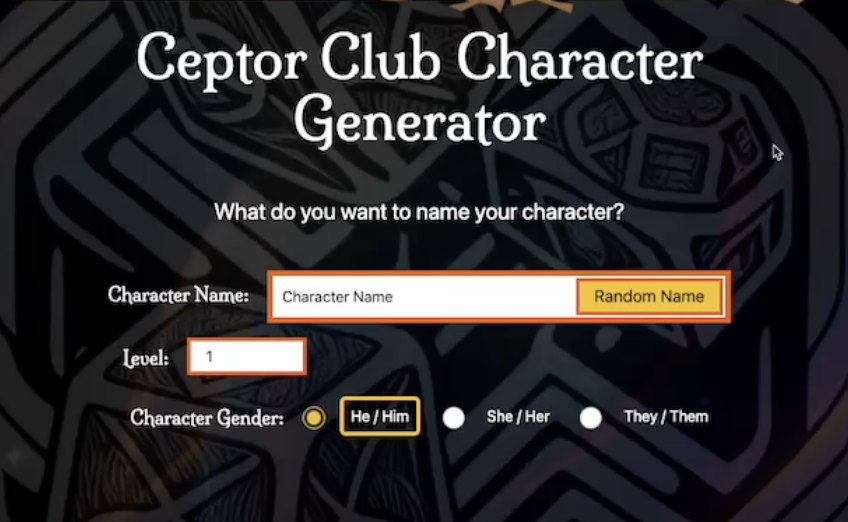 Ceptor Club Character
Generator
What do you want to name your character?
Character Name: Character Name Random Name
Level: 1
Character Gender: He / Him She / Her They / Them